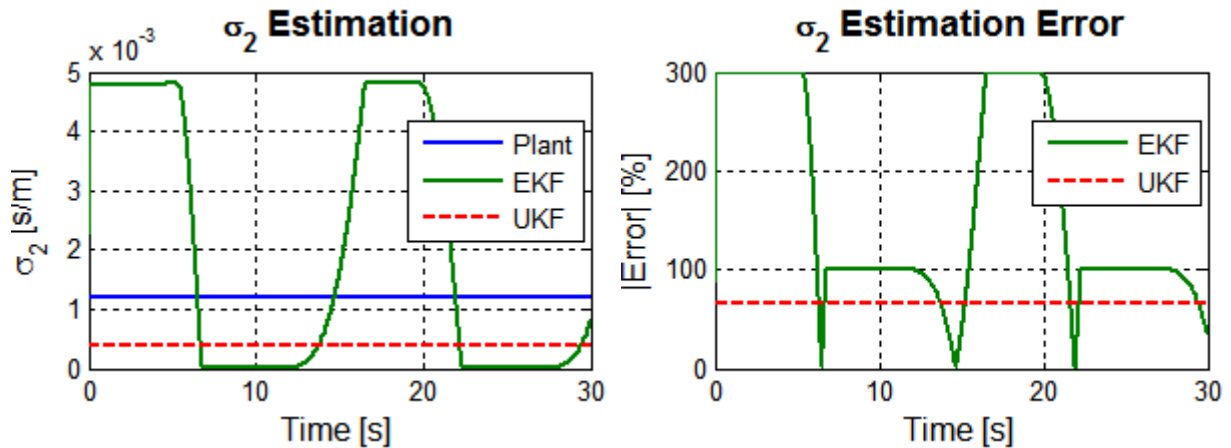 σ2 Estimation
x 10-3
5
4
3
2
1
0
σ2 [s/m]
Plant
EKF
UKF
0 10 20 30
Time [s]
σ2 Estimation Error
300
200
100
0
|Error| [%]
EKF
UKF
0 10 20 30
Time [s]